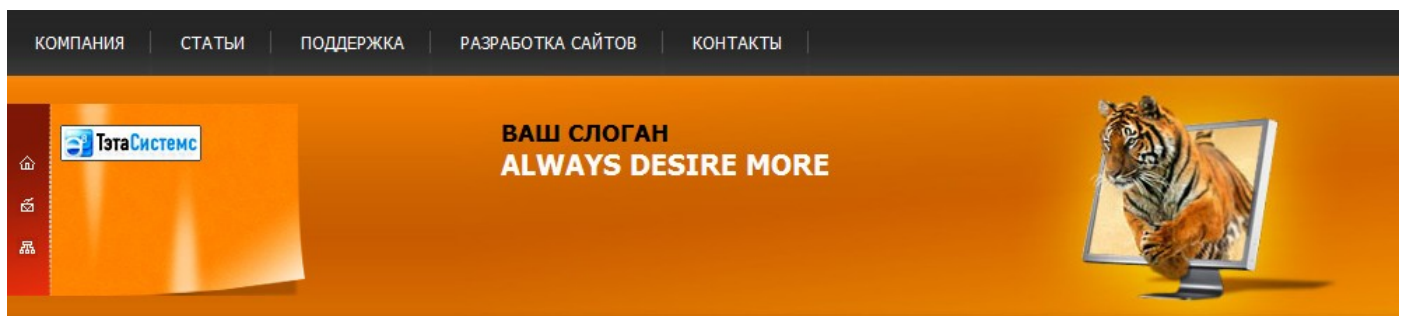 КОМПАНИЯ СТАТЬИ ПОДДЕРЖКА РАЗРАБОТКА САЙТОВ КОНТАКТЫ
ТэтаСистемс
ВАШ СЛОГАН
ALWAYS DESIRE MORE